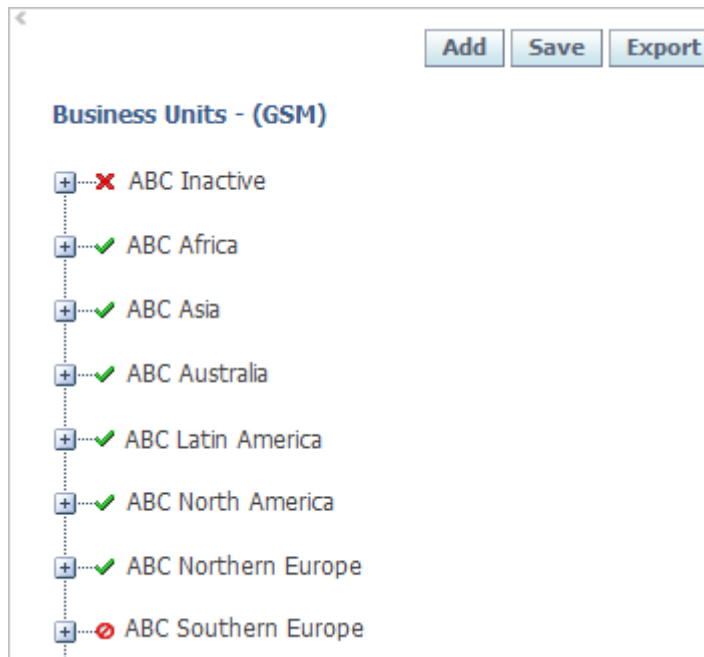 Add Save Export
Business Units - (GSM)
ABC Inactive
ABC Africa
ABC Asia
ABC Australia
ABC Latin America
ABC North America
ABC Northern Europe
ABC Southern Europe